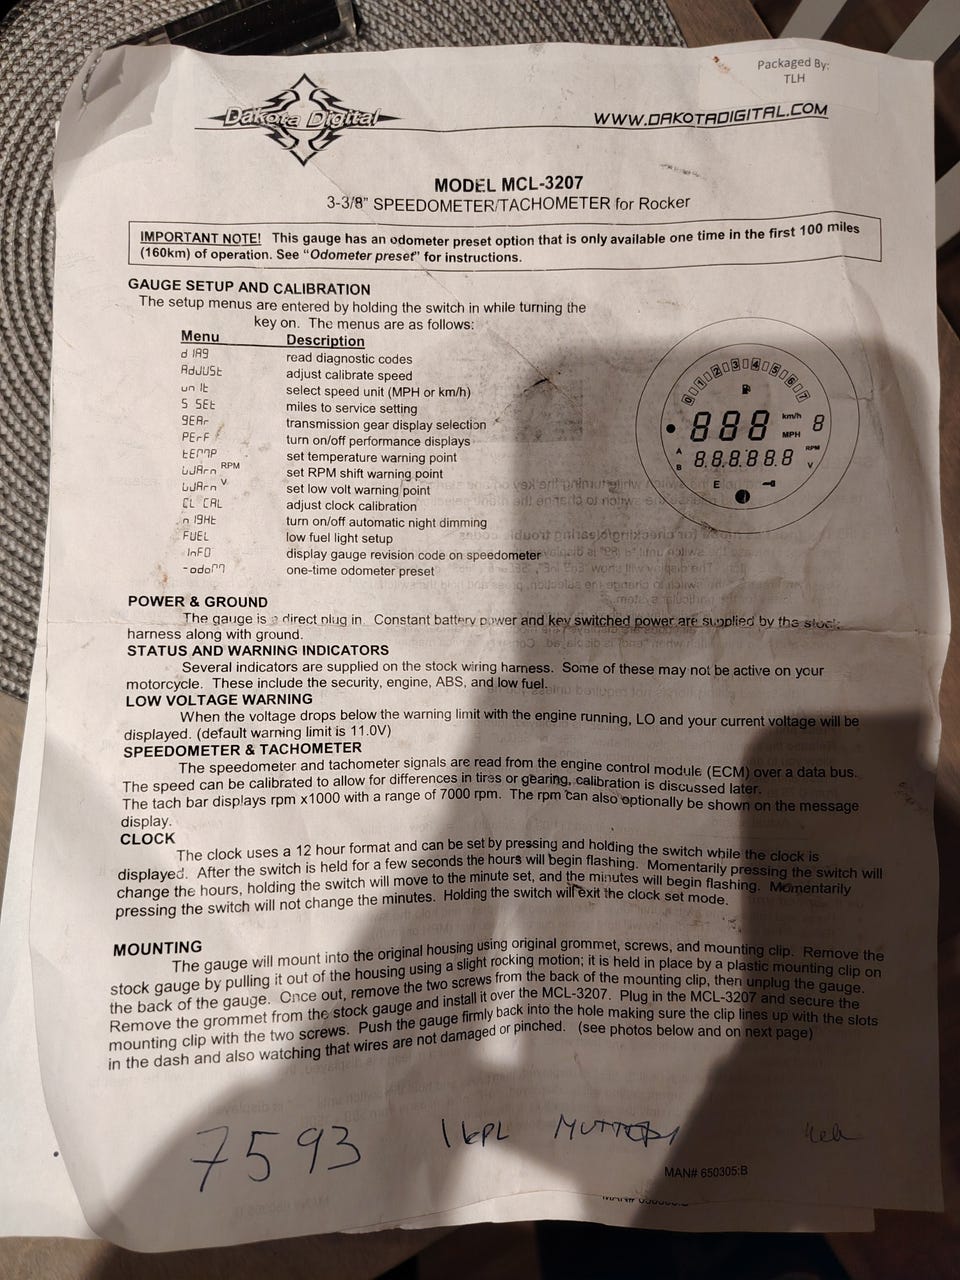 Packaged By:
TLH
Dakota Digital
WWW.DAKOTADIGITAL.COM
MODEL MCL-3207
3-3/8" SPEEDOMETER/TACHOMETER for Rocker
IMPORTANT NOTE! This gauge has an odometer preset option that is only available one time in the first 100 miles
(160km) of operation. See “Odometer preset” for instructions.
GAUGE SETUP AND CALIBRATION
The setup menus are entered by holding the switch in while turning the
key on. The menus are as follows:
Menu Description
dIAg read diagnostic codes
AdJUSt adjust calibrate speed
unIt select speed unit (MPH or km/h)
S SEt miles to service setting
gEAr transmission gear display selection
PErF turn on/off performance displays
tEmP set temperature warning point
WArn RPM set RPM shift warning point
WArn V set low volt warning point
CL CAL adjust clock calibration
nIgHt turn on/off automatic night dimming
FUEL low fuel light setup
InFO display gauge revision code on speedometer
-odom one-time odometer preset
0 1 2 3 4 5 6 7
888 km/h MPH 8
A B 8.8.8.8.8.8 RPM V
E
POWER & GROUND
The gauge is a direct plug in. Constant battery power and key switched power are supplied by the stock
harness along with ground.
STATUS AND WARNING INDICATORS
Several indicators are supplied on the stock wiring harness. Some of these may not be active on your
motorcycle. These include the security, engine, ABS, and low fuel.
LOW VOLTAGE WARNING
When the voltage drops below the warning limit with the engine running, LO and your current voltage will be
displayed. (default warning limit is 11.0V)
SPEEDOMETER & TACHOMETER
The speedometer and tachometer signals are read from the engine control module (ECM) over a data bus.
The speed can be calibrated to allow for differences in tires or gearing, calibration is discussed later.
The tach bar displays rpm x1000 with a range of 7000 rpm. The rpm can also optionally be shown on the message
display.
CLOCK
The clock uses a 12 hour format and can be set by pressing and holding the switch while the clock is
displayed. After the switch is held for a few seconds the hours will begin flashing. Momentarily pressing the switch will
change the hours, holding the switch will move to the minute set, and the minutes will begin flashing. Momentarily
pressing the switch will not change the minutes. Holding the switch will exit the clock set mode.
MOUNTING
The gauge will mount into the original housing using original grommet, screws, and mounting clip. Remove the
stock gauge by pulling it out of the housing using a slight rocking motion; it is held in place by a plastic mounting clip on
the back of the gauge. Once out, remove the two screws from the back of the mounting clip, then unplug the gauge.
Remove the grommet from the stock gauge and install it over the MCL-3207. Plug in the MCL-3207 and secure the
mounting clip with the two screws. Push the gauge firmly back into the hole making sure the clip lines up with the slots
in the dash and also watching that wires are not damaged or pinched. (see photos below and on next page)
7593 1kpl
MAN# 650305:B